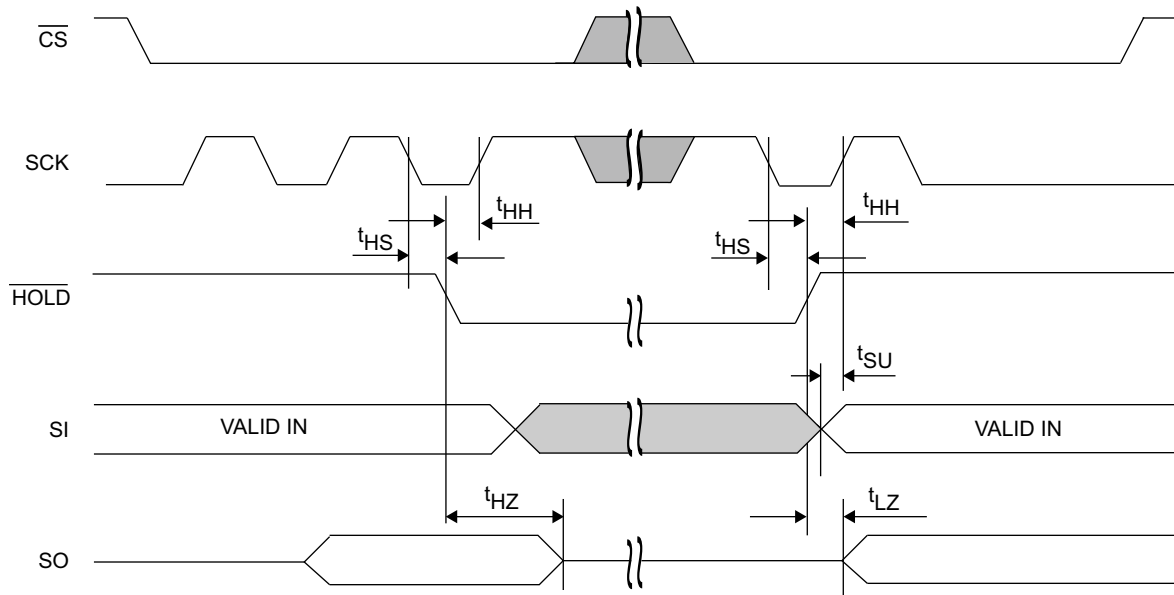 CS
SCK
tHH
tHH
tHS
tHS
HOLD
tSU
SI
VALID IN
VALID IN
tHZ
tLZ
SO